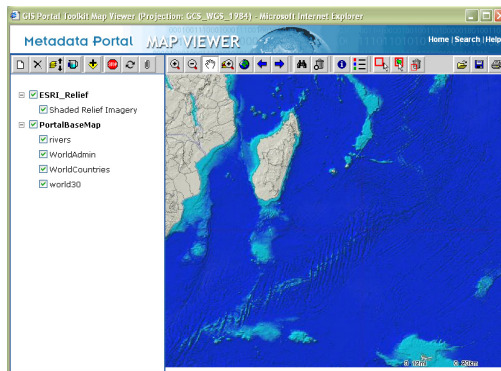 GIS Portal Toolkit Map Viewer (Projection: GCS_WGS_1984) - Microsoft Internet Explorer
Metadata Portal MAP VIEWER
Home | Search | Help
STOP
ESRI_Relief
Shaded Relief Imagery
PortalBaseMap
rivers
WorldAdmin
WorldCountries
world30